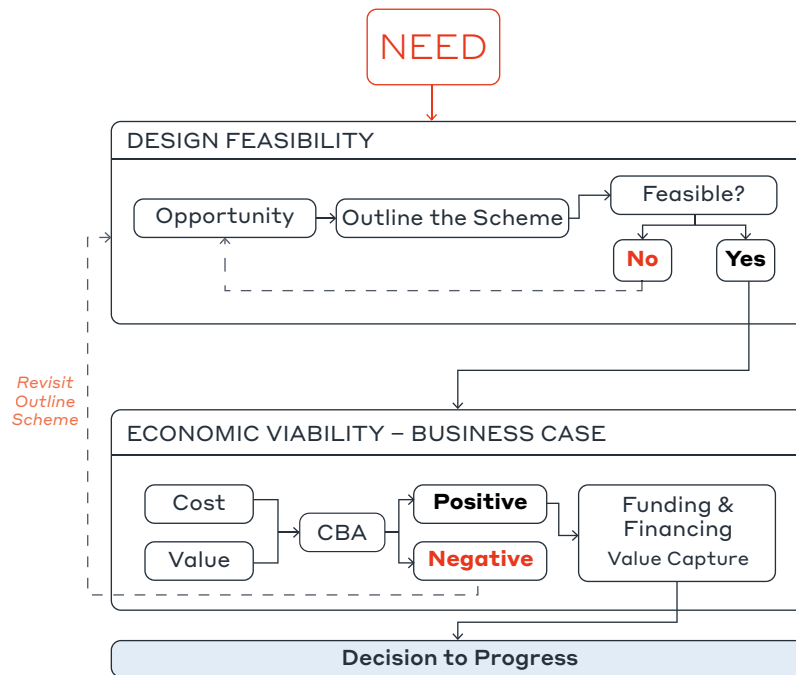 NEED
DESIGN FEASIBILITY
Opportunity
Outline the Scheme
Feasible?
No
Yes
Revisit
Outline
Scheme
ECONOMIC VIABILITY – BUSINESS CASE
Cost
Value
CBA
Positive
Negative
Funding &
Financing
Value Capture
Decision to Progress